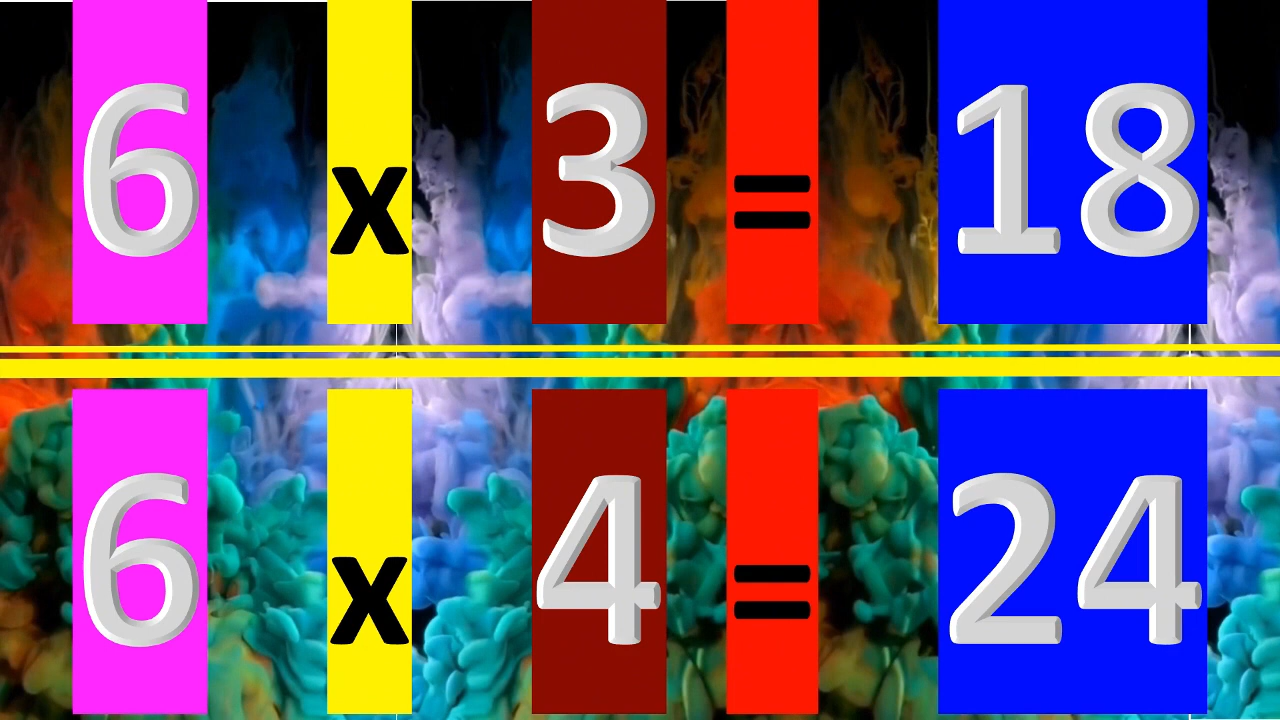 6 x 3 = 18
6 x 4 = 24